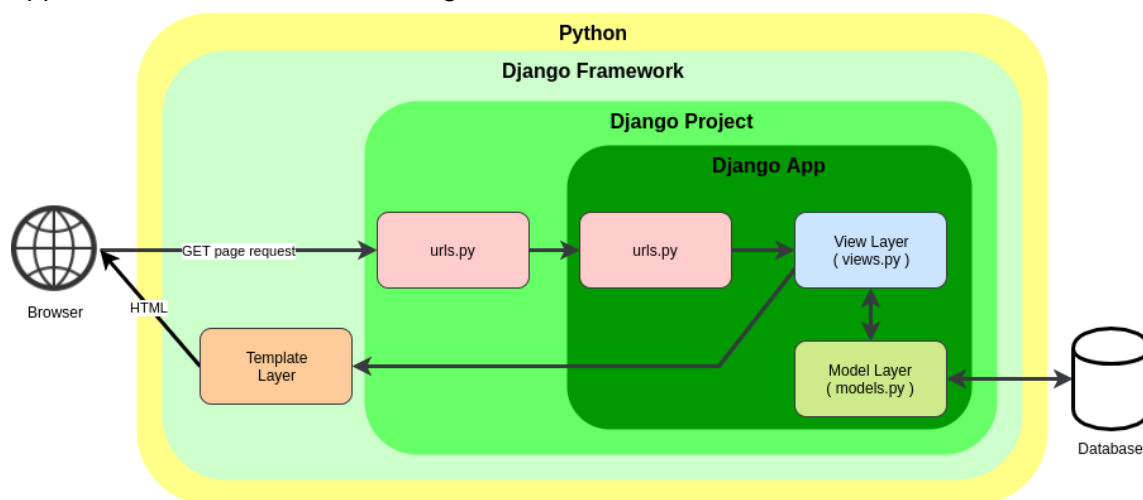 Python
Django Framework
Django Project
Django App
GET page request
urls.py
urls.py
View Layer
( views.py )
Browser
HTML
Template
Layer
Model Layer
( models.py )
Database